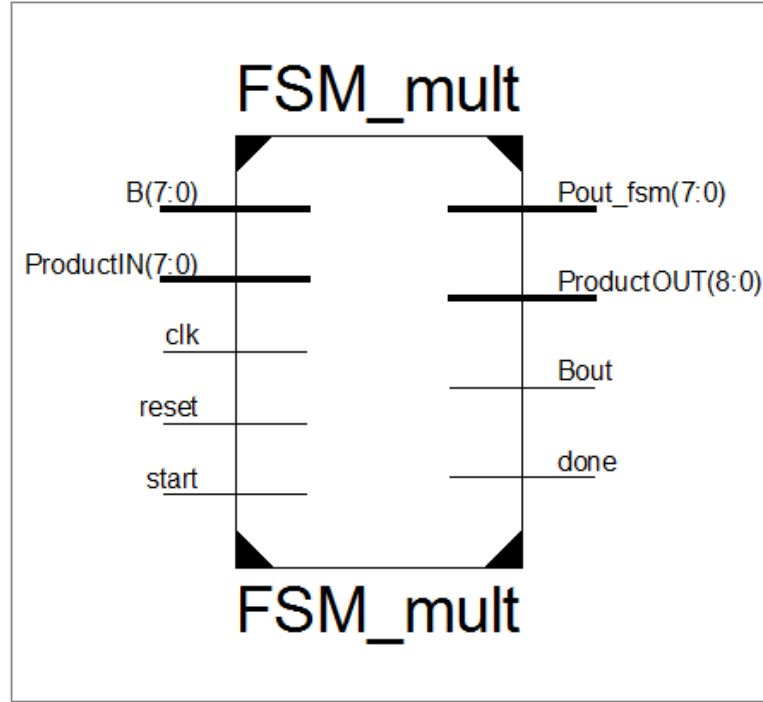 FSM_mult
B(7:0)
Pout_fsm(7:0)
ProductIN(7:0)
ProductOUT(8:0)
clk
Bout
reset
done
start
FSM_mult